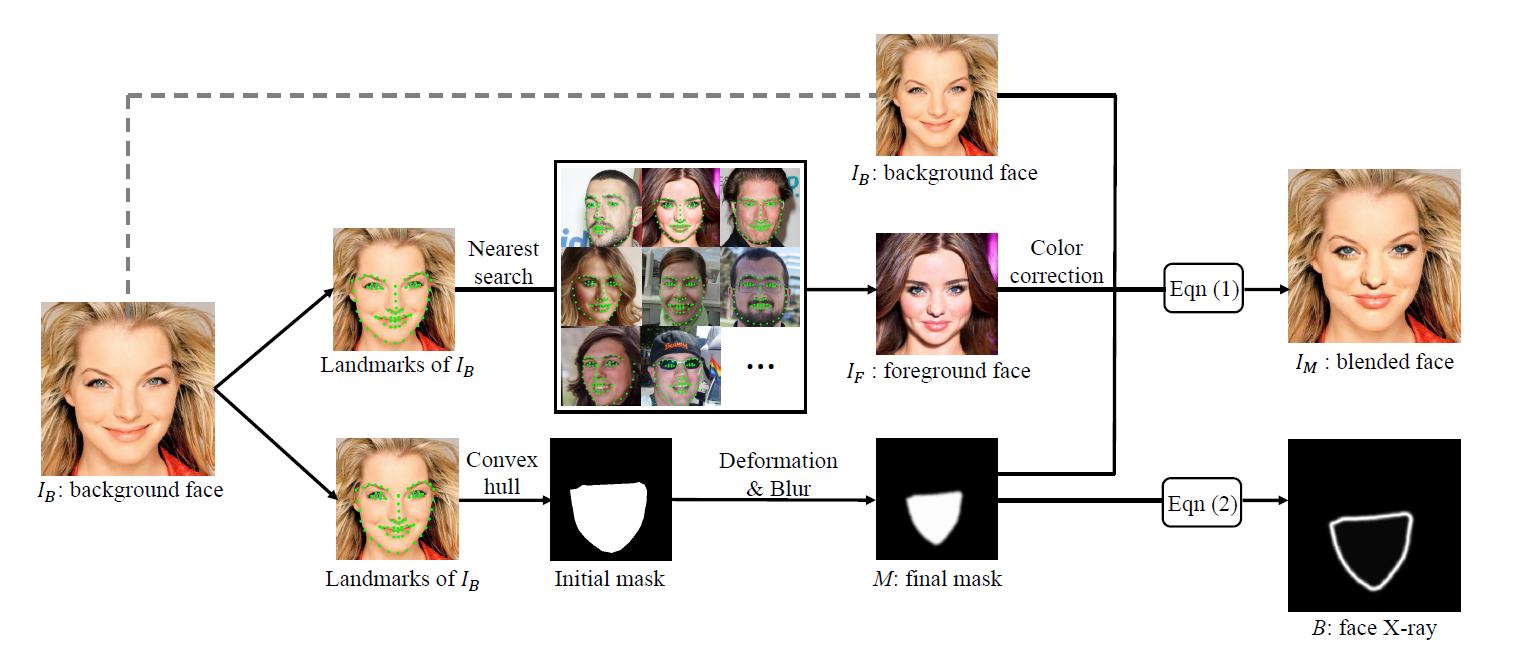 I_B: background face
Landmarks of I_B
Nearest
search
...
I_B: background face
I_F : foreground face
Color
correction
Eqn (1)
I_M : blended face
Landmarks of I_B
Convex
hull
Initial mask
Deformation
& Blur
M: final mask
Eqn (2)
B: face X-ray